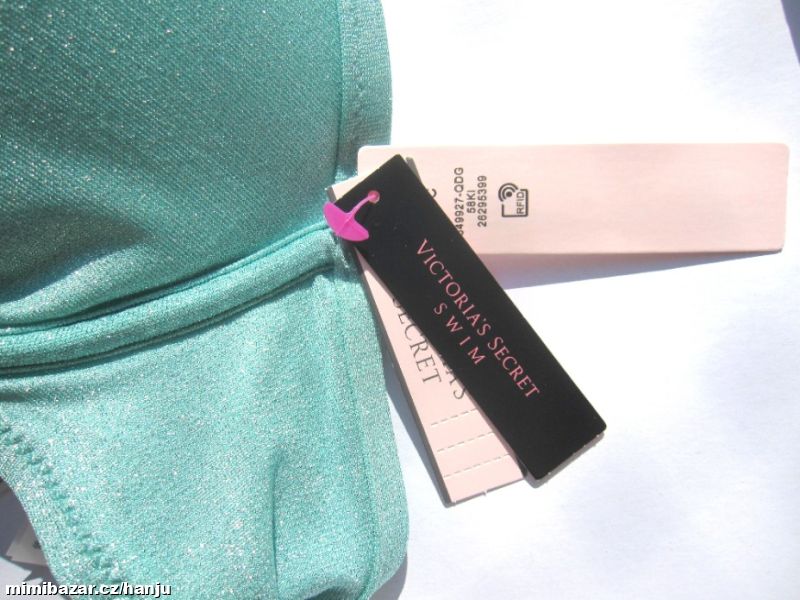 49927-QDG
58KI
26295399
RFID
VICTORIA'S SECRET
SWIM
SECRET
mimibazar.cz/hanju